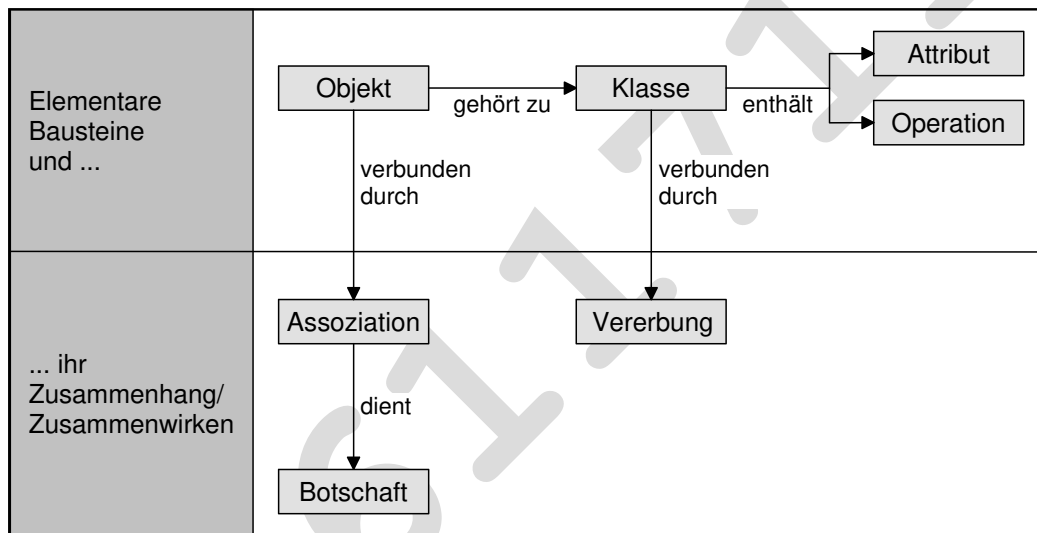 Elementare
Bausteine
und ...
Objekt
gehört zu
Klasse
enthält
Attribut
Operation
verbunden
durch
verbunden
durch
... ihr
Zusammenhang/
Zusammenwirken
Assoziation
Vererbung
dient
Botschaft